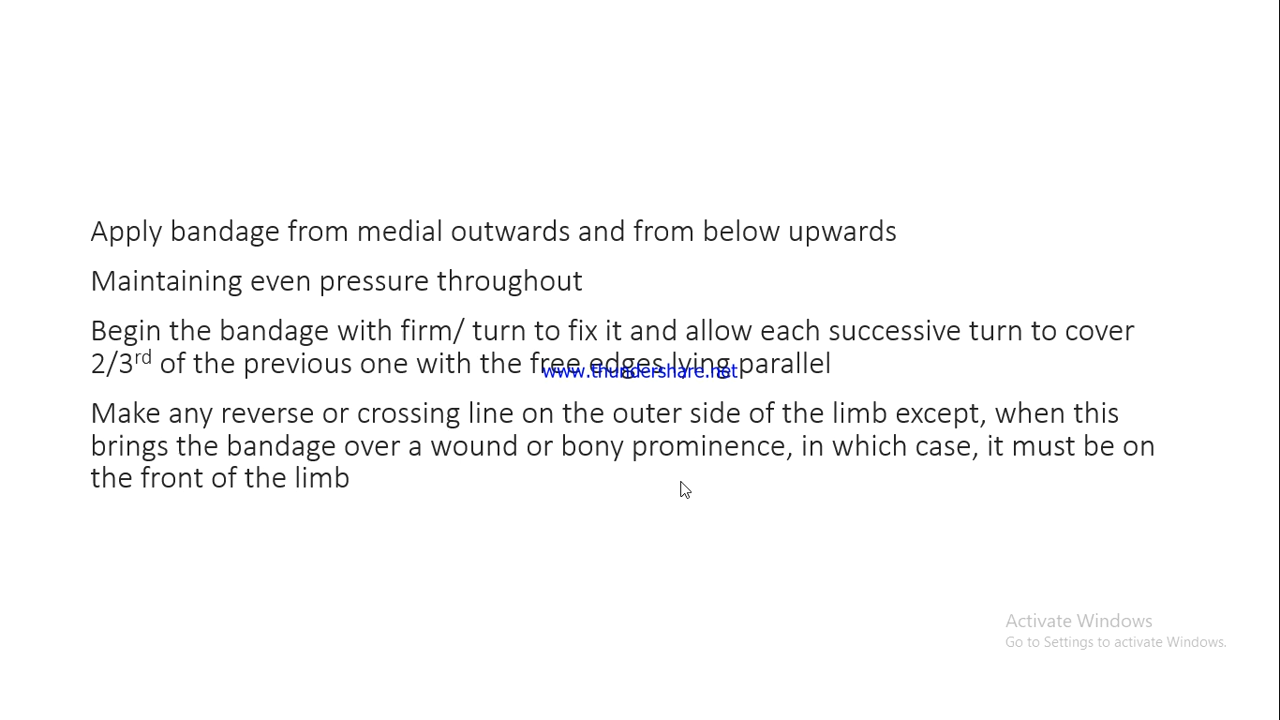 Apply bandage from medial outwards and from below upwards
Maintaining even pressure throughout
Begin the bandage with firm/ turn to fix it and allow each successive turn to cover
2/3rd of the previous one with the free edges lying parallel
www.thundershare.net
Make any reverse or crossing line on the outer side of the limb except, when this
brings the bandage over a wound or bony prominence, in which case, it must be on
the front of the limb
Activate Windows
Go to Settings to activate Windows.